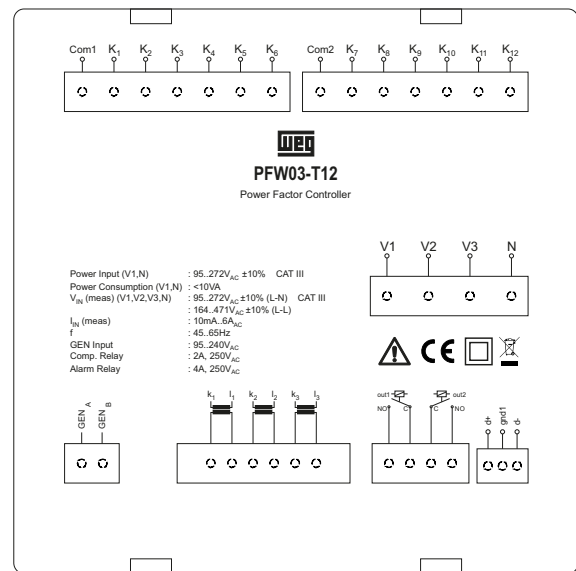 Com1 K1 K2 K3 K4 K5 K6 Com2 K7 K8 K9 K10 K11 K12
WEG
PFW03-T12
Power Factor Controller
V1 V2 V3 N
Power Input (V1,N) : 95..272VAC ±10% CAT III
Power Consumption (V1,N) : <10VA
VIN (meas) (V1,V2,V3,N) : 95..272VAC ±10% (L-N) CAT III
: 164..471VAC ±10% (L-L)
IIN (meas) : 10mA..6AAC
f : 45..65Hz
GEN Input : 95..240VAC
Comp. Relay : 2A, 250VAC
Alarm Relay : 4A, 250VAC
CE
GEN A GEN B
k1 l1 k2 l2 k3 l3
out1 out2
NO C C NO
d+ gnd1 d-